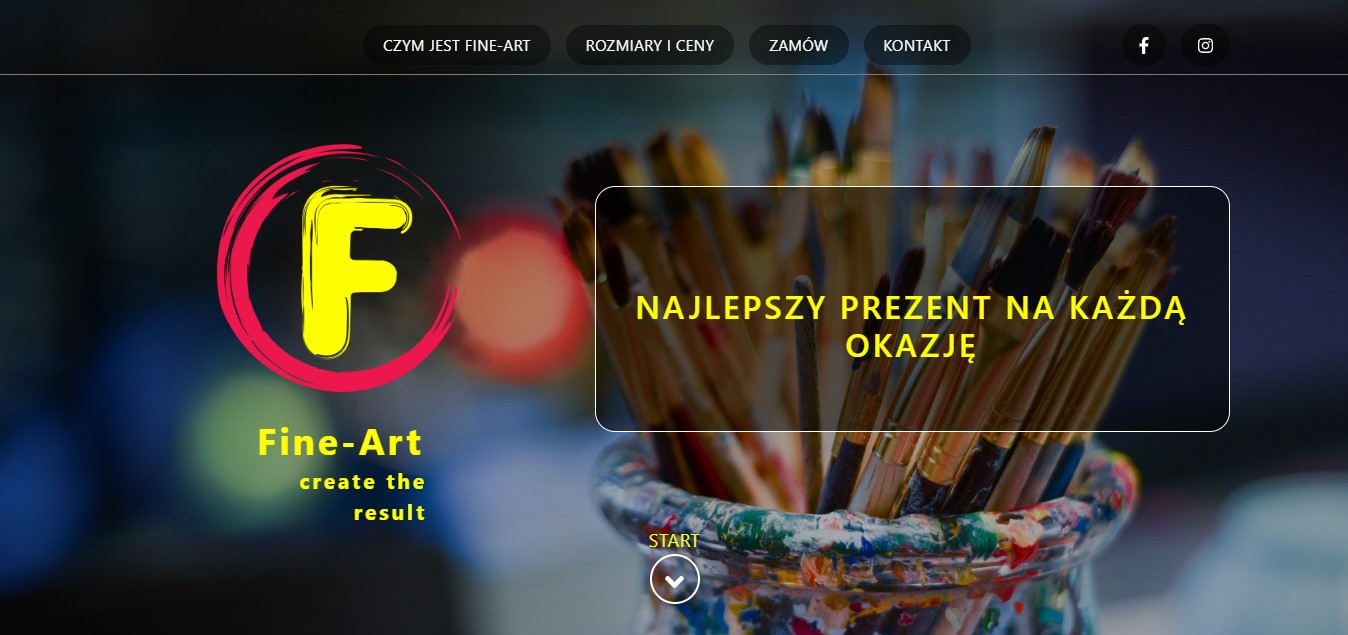 CZYM JEST FINE-ART ROZMIARY I CENY ZAMÓW KONTAKT
F
Fine-Art
create the
result
NAJLEPSZY PREZENT NA KAŻDĄ
OKAZJĘ
START